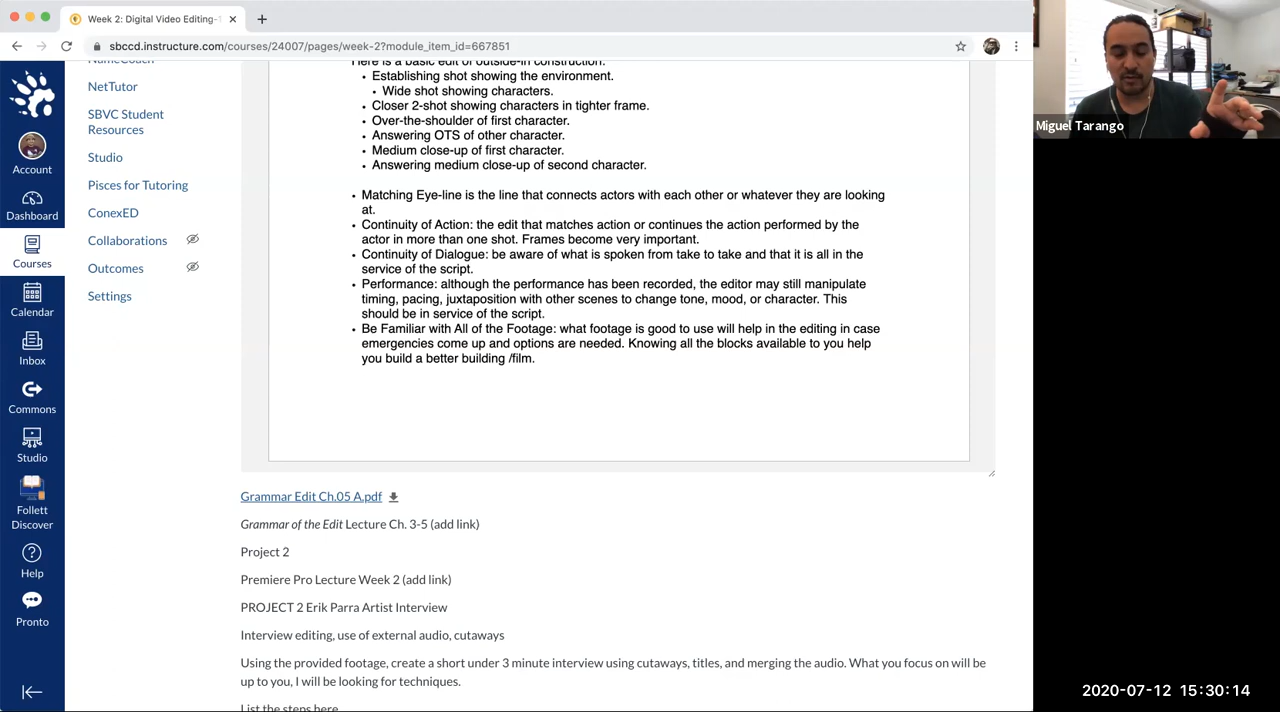 Week 2: Digital Video Editing-
sbccd.instructure.com/courses/24007/pages/week-2?module_item_id=667851
Account
Dashboard
Courses
Calendar
Inbox
Commons
Studio
Follett
Discover
Help
Pronto
NameCoach
NetTutor
SBVC Student
Resources
Studio
Pisces for Tutoring
ConexED
Collaborations
Outcomes
Settings
Here is a basic edit of outside-in construction:
• Establishing shot showing the environment.
• Wide shot showing characters.
• Closer 2-shot showing characters in tighter frame.
• Over-the-shoulder of first character.
• Answering OTS of other character.
• Medium close-up of first character.
• Answering medium close-up of second character.
• Matching Eye-line is the line that connects actors with each other or whatever they are looking
at.
• Continuity of Action: the edit that matches action or continues the action performed by the
actor in more than one shot. Frames become very important.
• Continuity of Dialogue: be aware of what is spoken from take to take and that it is all in the
service of the script.
• Performance: although the performance has been recorded, the editor may still manipulate
timing, pacing, juxtaposition with other scenes to change tone, mood, or character. This
should be in service of the script.
• Be Familiar with All of the Footage: what footage is good to use will help in the editing in case
emergencies come up and options are needed. Knowing all the blocks available to you help
you build a better building /film.
Grammar Edit Ch.05 A.pdf
Grammar of the Edit Lecture Ch. 3-5 (add link)
Project 2
Premiere Pro Lecture Week 2 (add link)
PROJECT 2 Erik Parra Artist Interview
Interview editing, use of external audio, cutaways
Using the provided footage, create a short under 3 minute interview using cutaways, titles, and merging the audio. What you focus on will be
up to you, I will be looking for techniques.
List the steps here
Miguel Tarango
2020-07-12 15:30:14